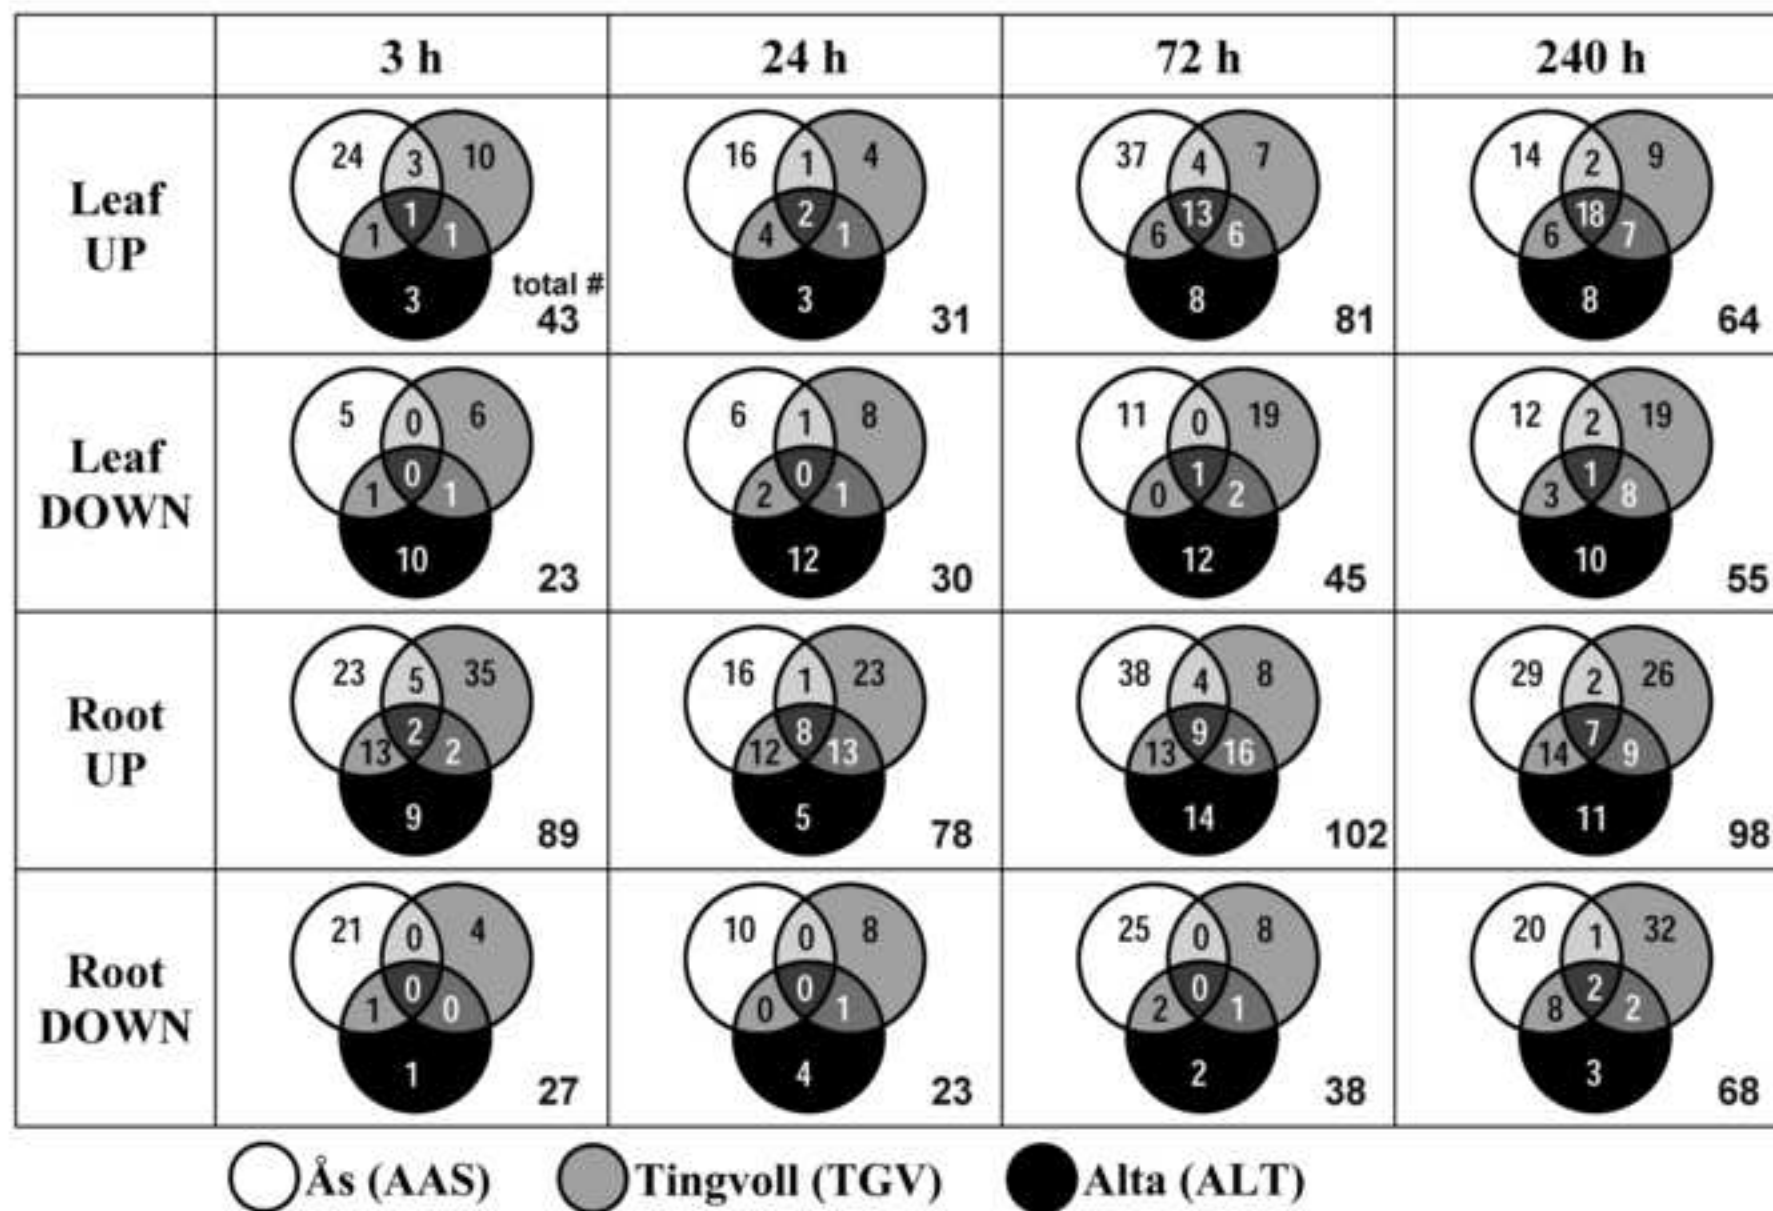 3 h 24 h 72 h 240 h
Leaf UP
24 3 10 1 1 1 3 total # 43
16 1 4 4 2 1 3 31
37 4 7 6 13 6 8 81
14 2 9 6 18 7 8 64
Leaf DOWN
5 0 6 1 0 1 10 23
6 1 8 2 0 1 12 30
11 0 19 0 1 2 12 45
12 2 19 3 1 8 10 55
Root UP
23 5 35 13 2 2 9 89
16 1 23 12 8 13 5 78
38 4 8 13 9 16 14 102
29 2 26 14 7 9 11 98
Root DOWN
21 0 4 1 0 0 1 27
10 0 8 0 0 1 4 23
25 0 8 2 0 1 2 38
20 1 32 8 2 2 3 68
Ås (AAS) Tingvoll (TGV) Alta (ALT)